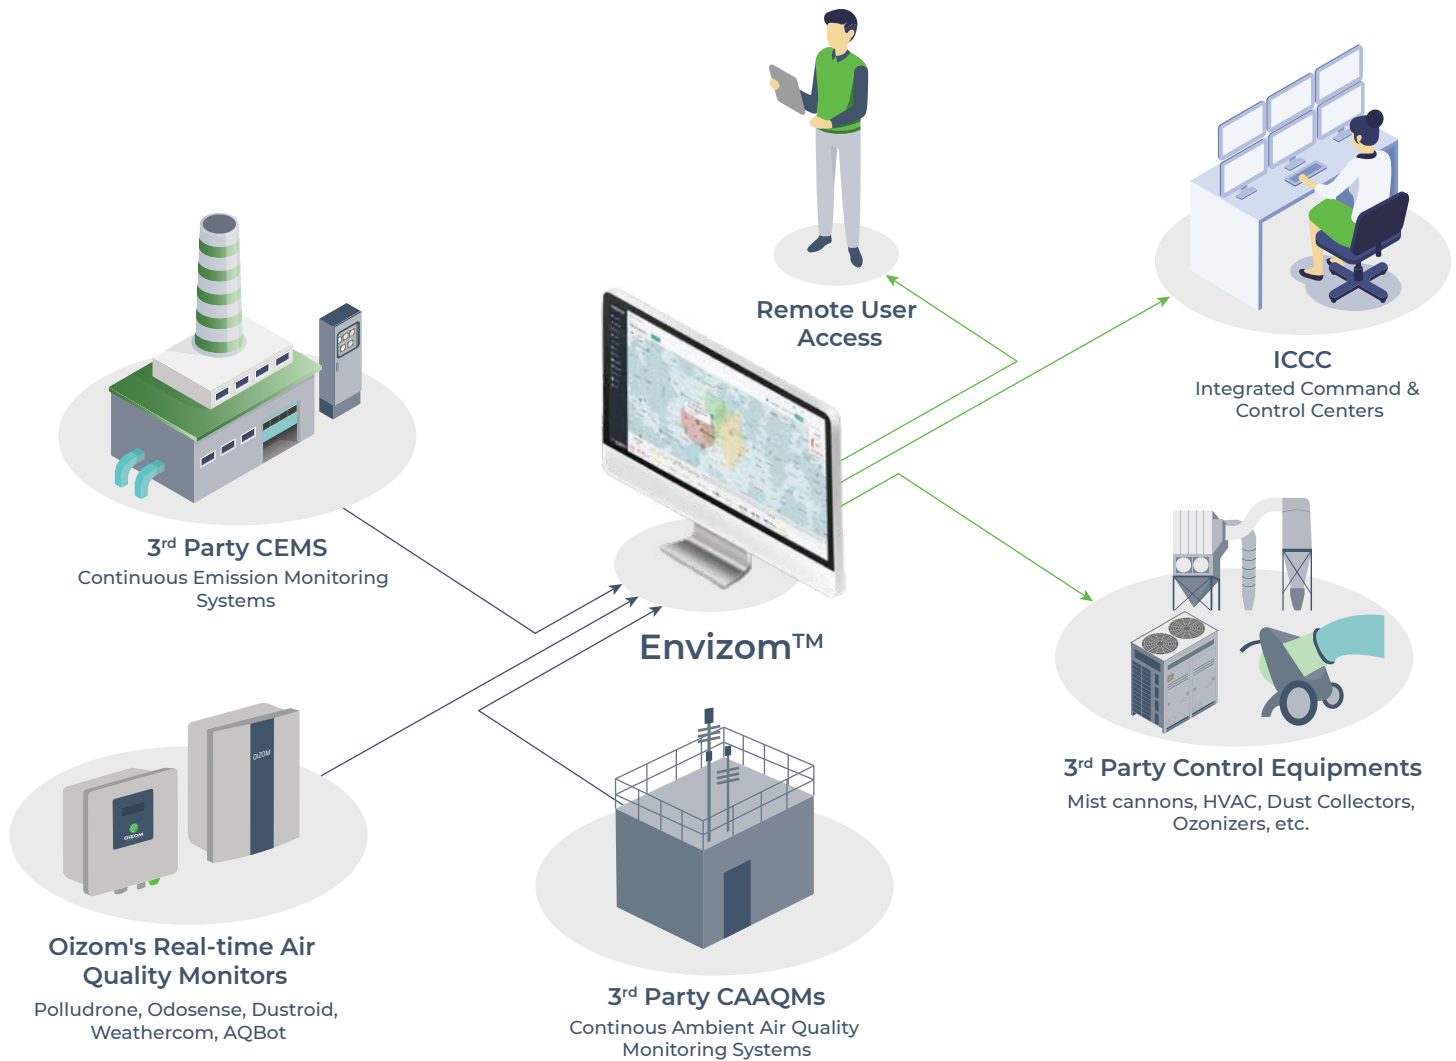 Remote User
Access
ICCC
Integrated Command &
Control Centers
3rd Party CEMS
Continuous Emission Monitoring
Systems
Envizom™
OIZOM
OIZOM
3rd Party Control Equipments
Mist cannons, HVAC, Dust Collectors,
Ozonizers, etc.
Oizom's Real-time Air
Quality Monitors
Polludrone, Odosense, Dustroid,
Weathercom, AQBot
3rd Party CAAQMs
Continous Ambient Air Quality
Monitoring Systems